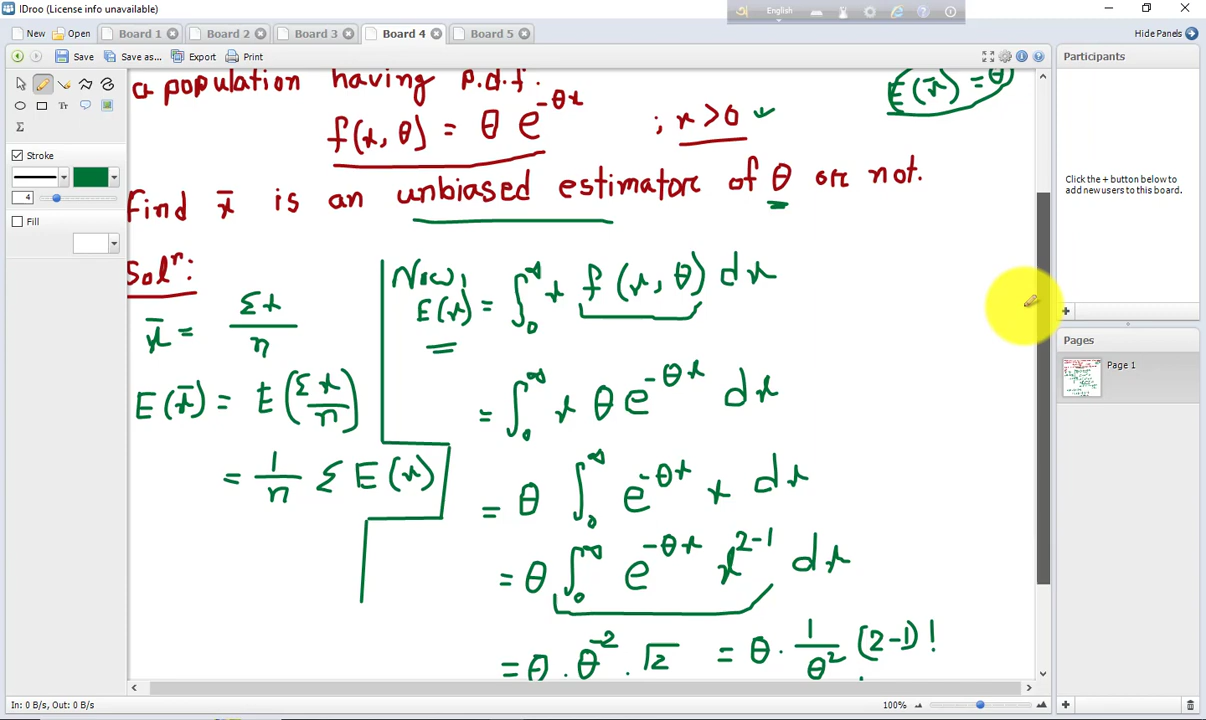 IDroo (License info unavailable)
English
New Open Board 1 Board 2 Board 3 Board 4 Board 5 Hide Panels
Save Save as... Export Print
Participants
Click the + button below to
add new users to this board.
Pages
Page 1
Stroke
4
Fill
a population having p.d.f.
E(x̄) = θ
f(x, θ) = θ e^{-θx} ; x > 0
Find x̄ is an unbiased estimator of θ or not.
Solⁿ:
x̄ = Σx/n
E(x̄) = E(Σx/n)
= 1/n Σ E(x)
Now,
E(x) = ∫₀^∞ x f(x, θ) dx
= ∫₀^∞ x θ e^{-θx} dx
= θ ∫₀^∞ e^{-θx} x dx
= θ ∫₀^∞ e^{-θx} x^{2-1} dx
= θ · θ^{-2} · √2 = θ · 1/θ² (2-1)!
In: 0 B/s, Out: 0 B/s
100%